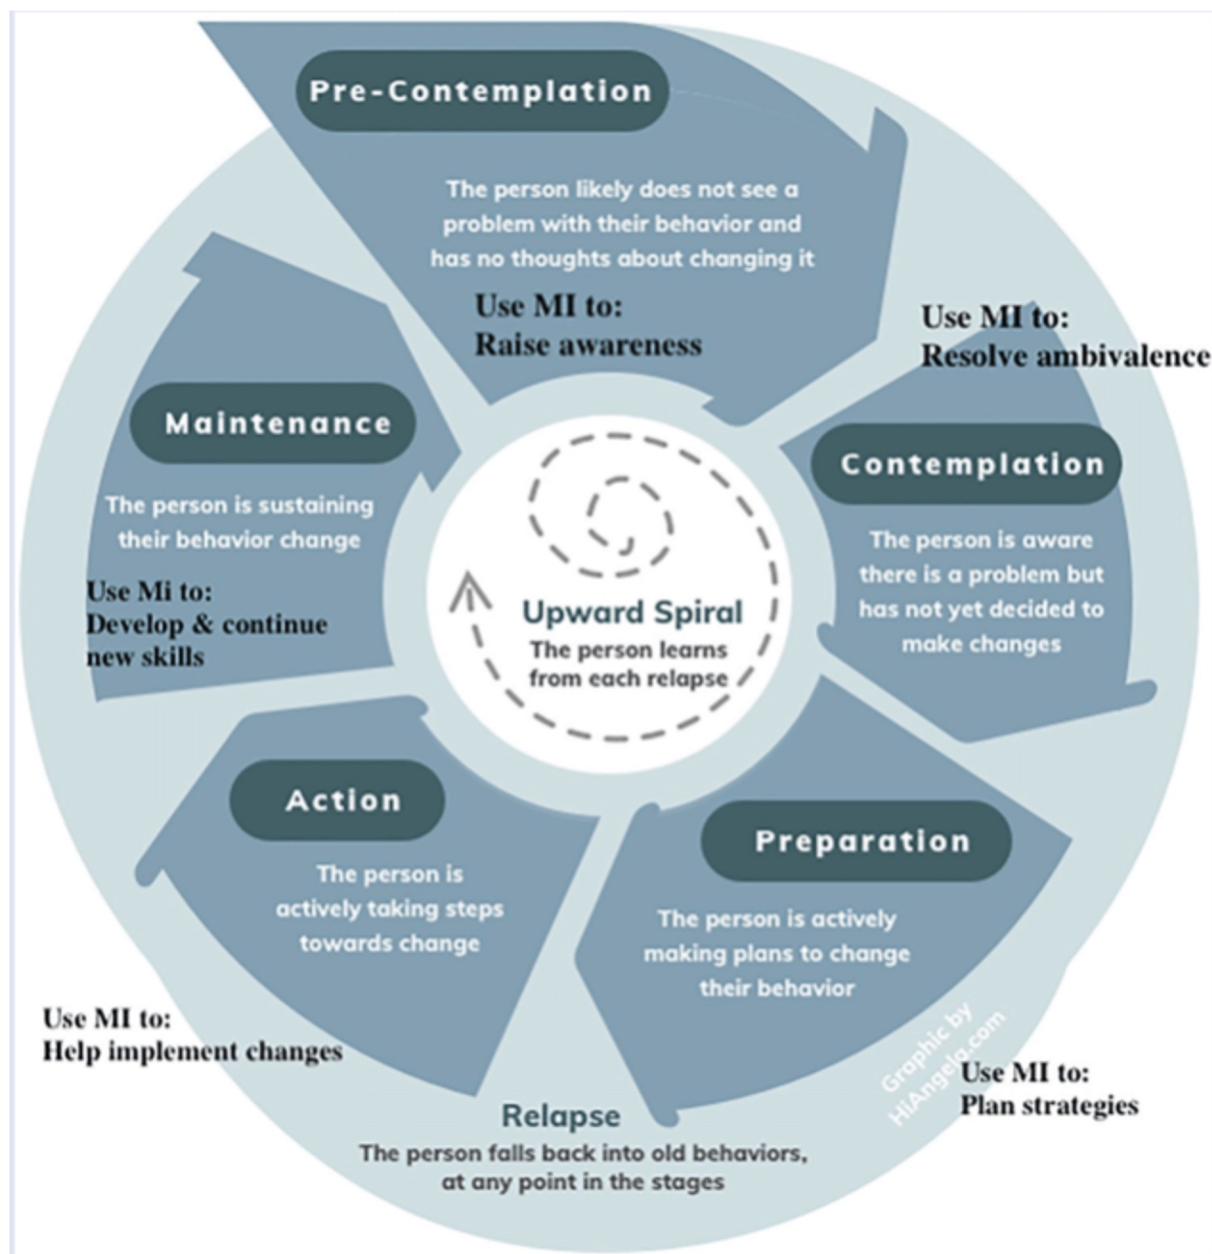 Pre-Contemplation
The person likely does not see a
problem with their behavior and
has no thoughts about changing it
Use MI to:
Raise awareness
Use MI to:
Resolve ambivalence
Contemplation
The person is aware
there is a problem but
has not yet decided to
make changes
Preparation
The person is actively
making plans to change
their behavior
Use MI to:
Plan strategies
Graphic by
HiAngela.com
Action
The person is
actively taking steps
towards change
Use MI to:
Help implement changes
Maintenance
The person is sustaining
their behavior change
Use Mi to:
Develop & continue
new skills
Upward Spiral
The person learns
from each relapse
Relapse
The person falls back into old behaviors,
at any point in the stages